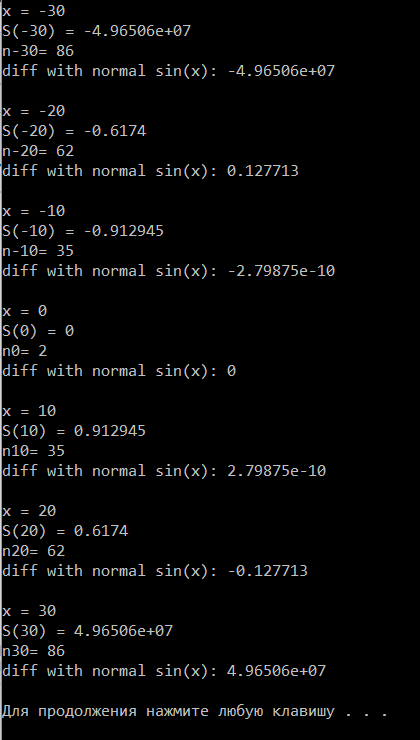 x = -30
S(-30) = -4.96506e+07
n-30= 86
diff with normal sin(x): -4.96506e+07
x = -20
S(-20) = -0.6174
n-20= 62
diff with normal sin(x): 0.127713
x = -10
S(-10) = -0.912945
n-10= 35
diff with normal sin(x): -2.79875e-10
x = 0
S(0) = 0
n0= 2
diff with normal sin(x): 0
x = 10
S(10) = 0.912945
n10= 35
diff with normal sin(x): 2.79875e-10
x = 20
S(20) = 0.6174
n20= 62
diff with normal sin(x): -0.127713
x = 30
S(30) = 4.96506e+07
n30= 86
diff with normal sin(x): 4.96506e+07
Для продолжения нажмите любую клавишу . . .